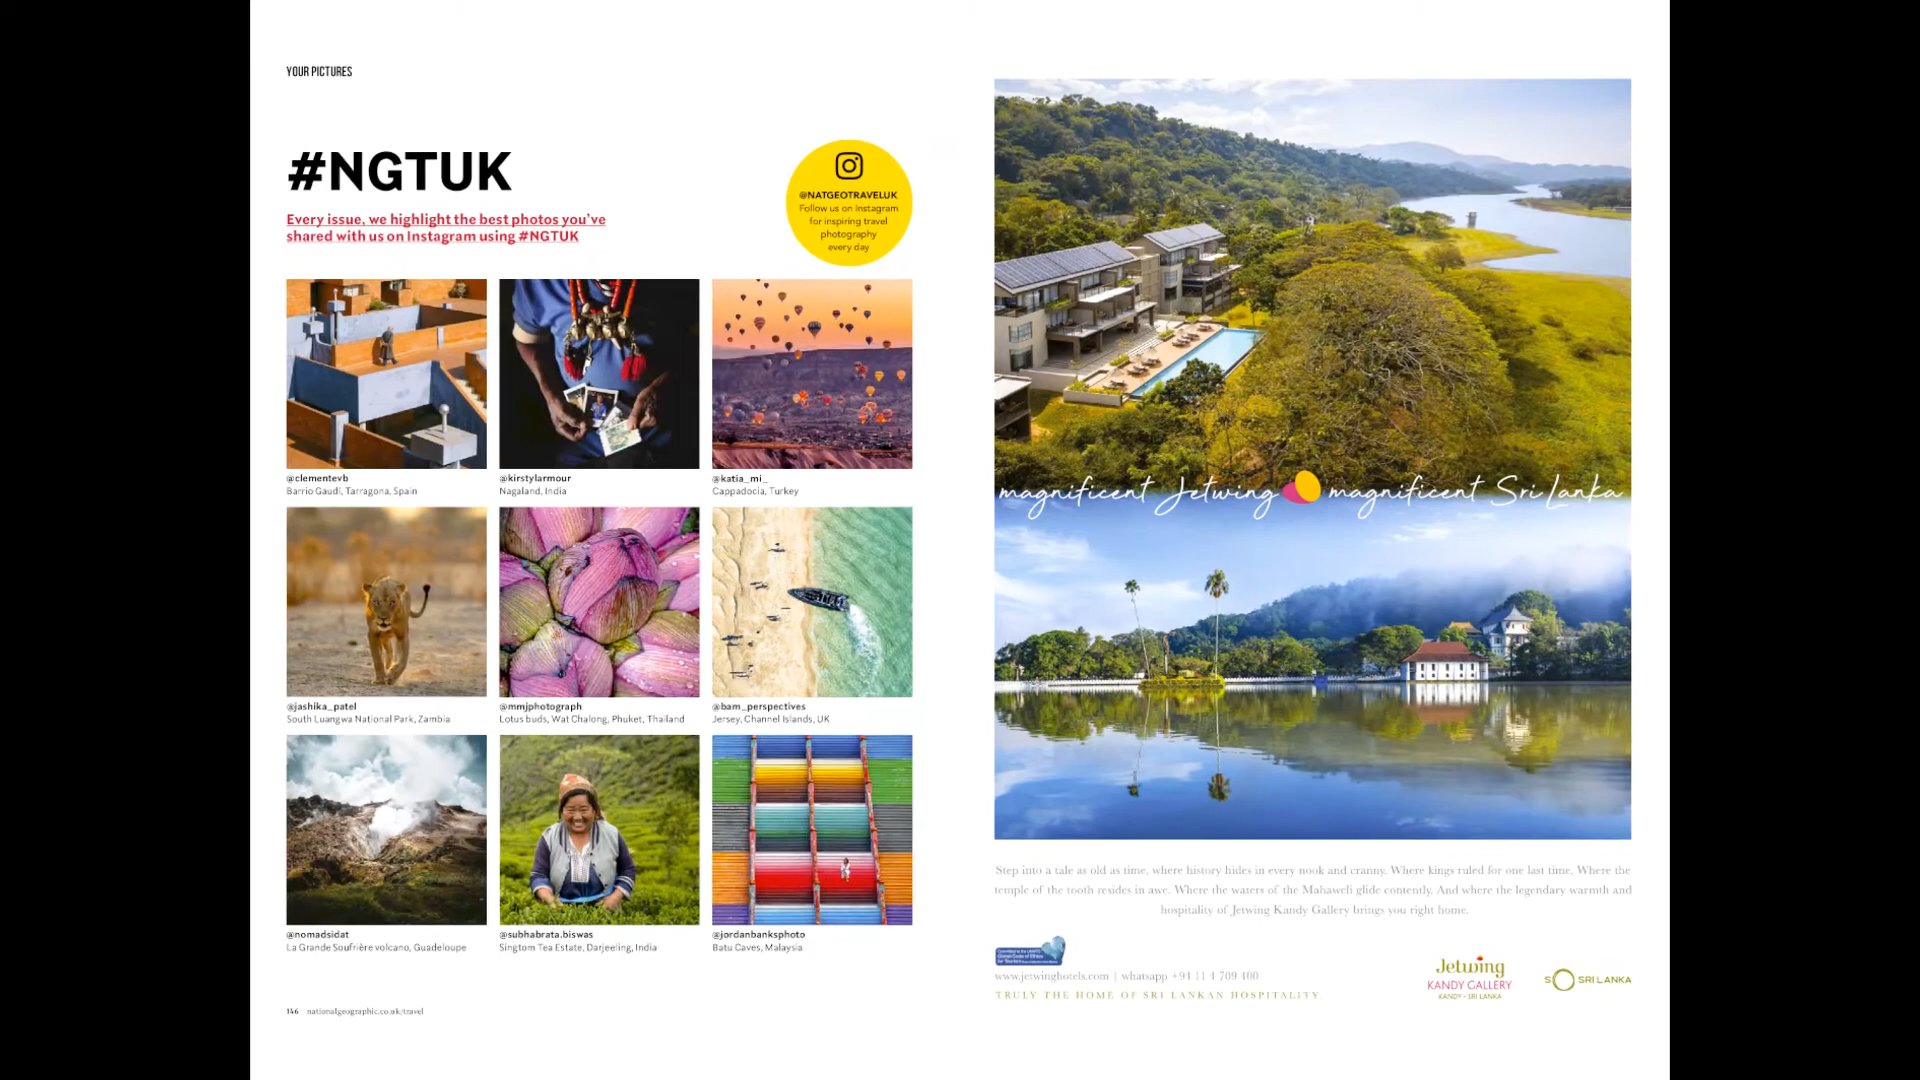 YOUR PICTURES
#NGTUK
Every issue, we highlight the best photos you've
shared with us on Instagram using #NGTUK
@NATGEOTRAVELUK
Follow us on instagram
for inspiring travel
photography
every day
@clementevb
Barrio Gaudí, Tarragona, Spain
@kirstylarmour
Nagaland, India
@katia_mi_
Cappadocia, Turkey
@jashika_patel
South Luangwa National Park, Zambia
@mmjphotograph
Lotus buds, Wat Chalong, Phuket, Thailand
@bam_perspectives
Jersey, Channel Islands, UK
@nomadsidat
La Grande Soufrière volcano, Guadeloupe
@subhabrata.biswas
Singtom Tea Estate, Darjeeling, India
@jordanbanksphoto
Batu Caves, Malaysia
146 nationalgeographic.co.uk/travel
magnificent Jetwing magnificent Sri Lanka
Step into a tale as old as time, where history hides in every nook and cranny. Where kings ruled for one last time. Where the
temple of the tooth resides in awe. Where the waters of the Mahaweli glide contently. And where the legendary warmth and
hospitality of Jetwing Kandy Gallery brings you right home.
Global Code of Ethics
for Tourism
www.jetwinghotels.com | whatsapp +94 11 4 709 400
TRULY THE HOME OF SRI LANKAN HOSPITALITY.
Jetwing
KANDY GALLERY
KANDY • SRI LANKA
SO SRI LANKA